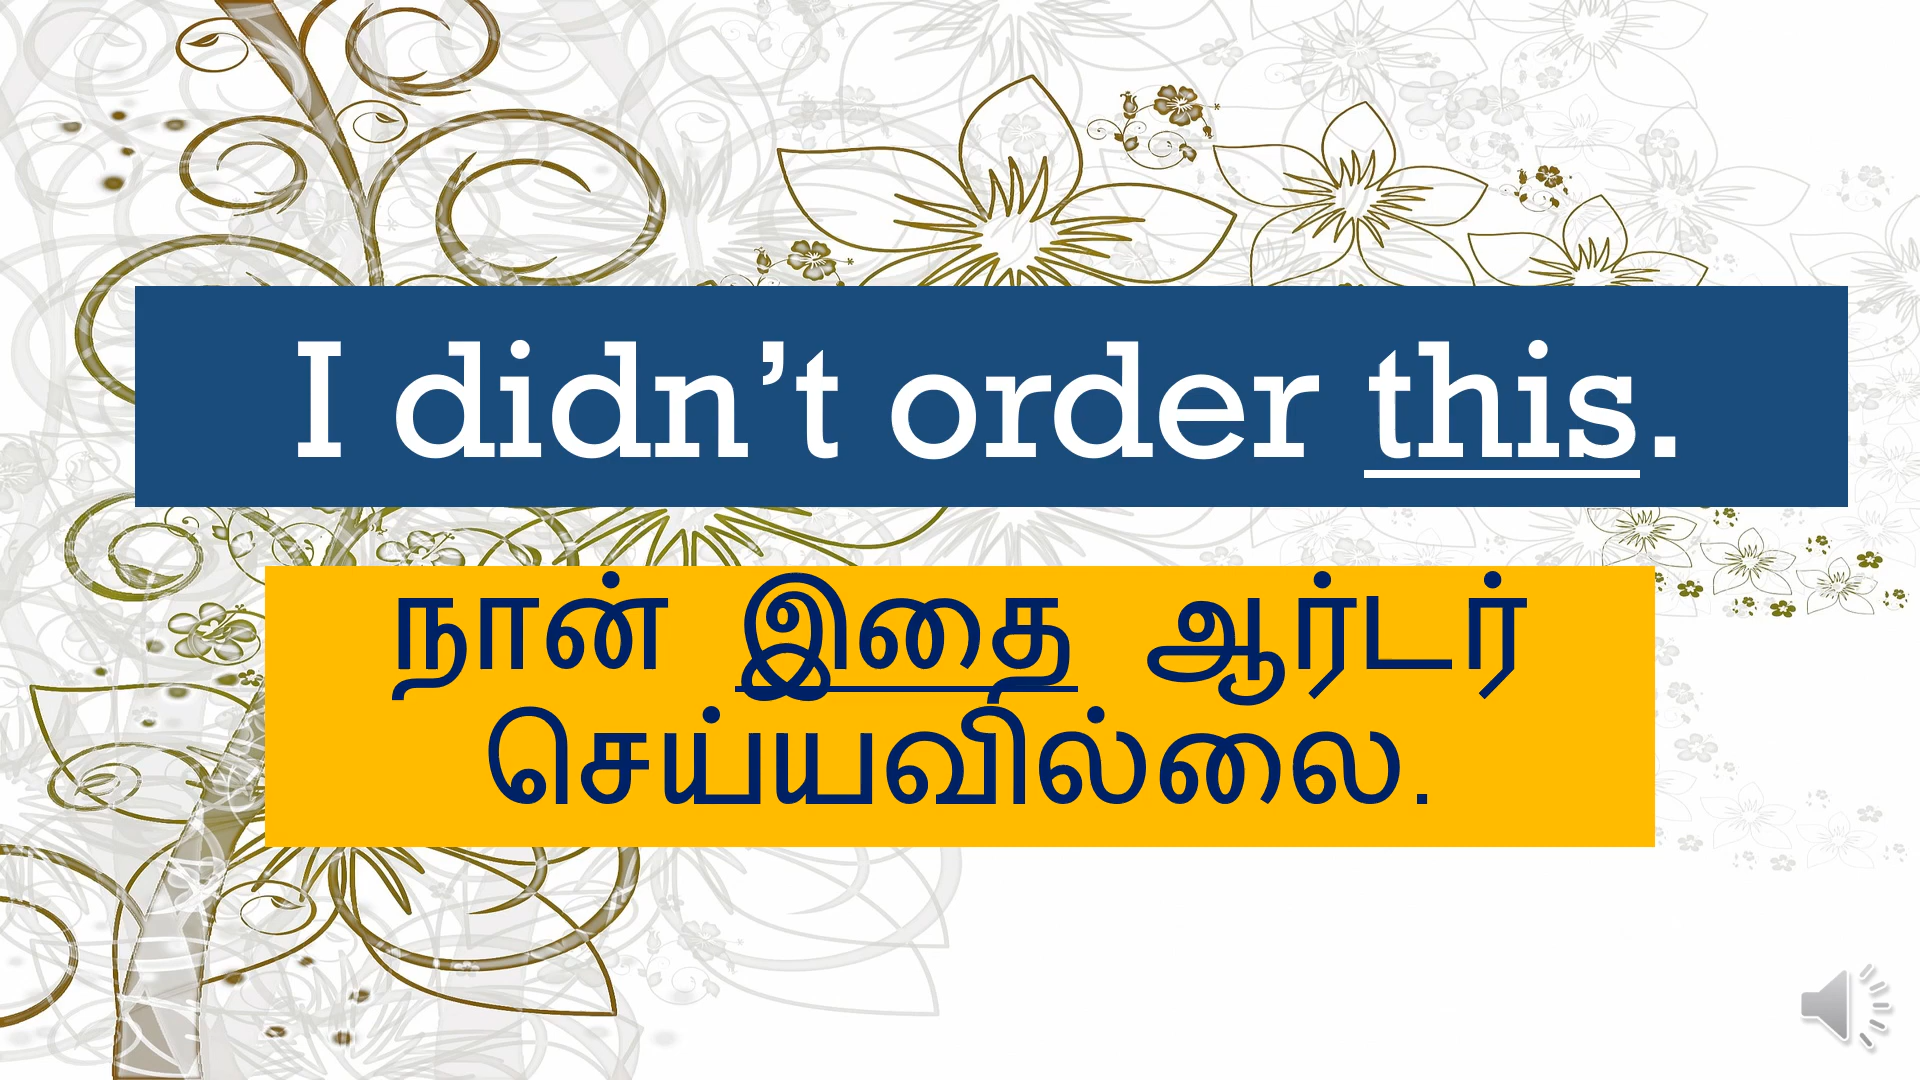 I didn’t order this.
நான் இதை ஆர்டர்
செய்யவில்லை.